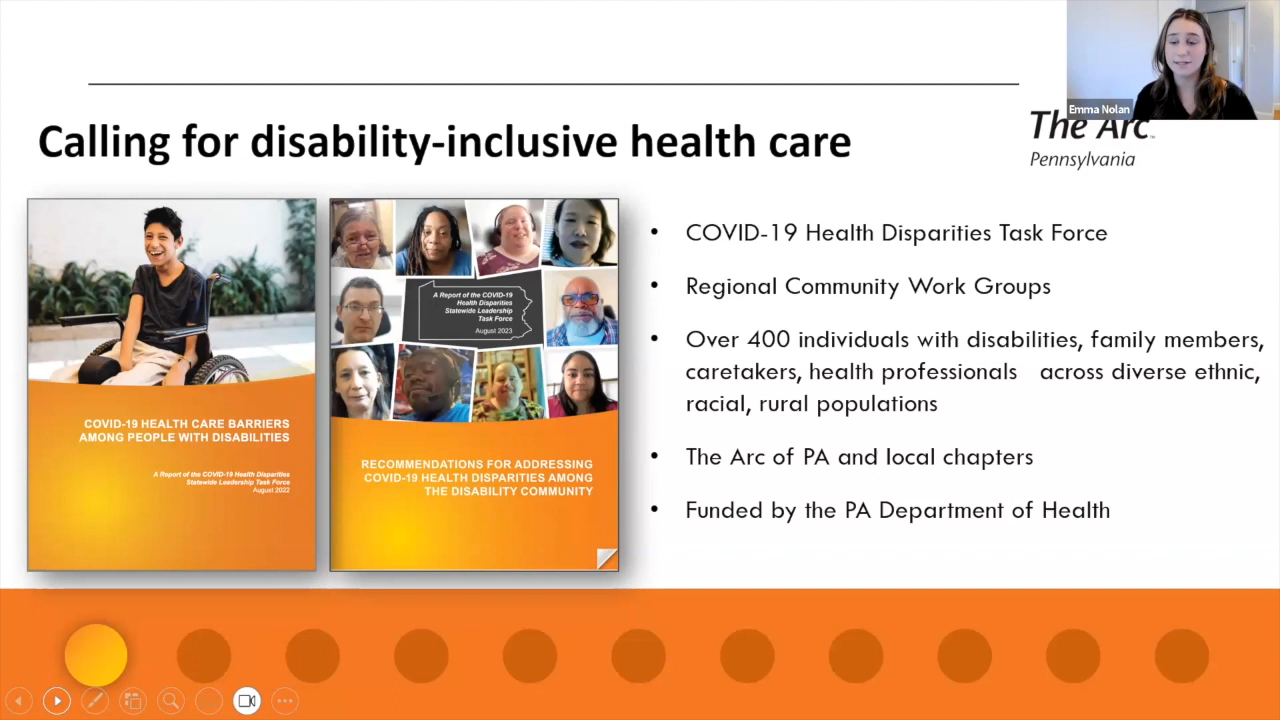 Emma Nolan
The Arc
Pennsylvania
Calling for disability-inclusive health care
COVID-19 HEALTH CARE BARRIERS
AMONG PEOPLE WITH DISABILITIES
A Report of the COVID-19 Health Disparities
Statewide Leadership Task Force
August 2022
A Report of the COVID-19
Health Disparities
Statewide Leadership
Task Force
August 2023
RECOMMENDATIONS FOR ADDRESSING
COVID-19 HEALTH DISPARITIES AMONG
THE DISABILITY COMMUNITY
• COVID-19 Health Disparities Task Force
• Regional Community Work Groups
• Over 400 individuals with disabilities, family members,
caretakers, health professionals across diverse ethnic,
racial, rural populations
• The Arc of PA and local chapters
• Funded by the PA Department of Health